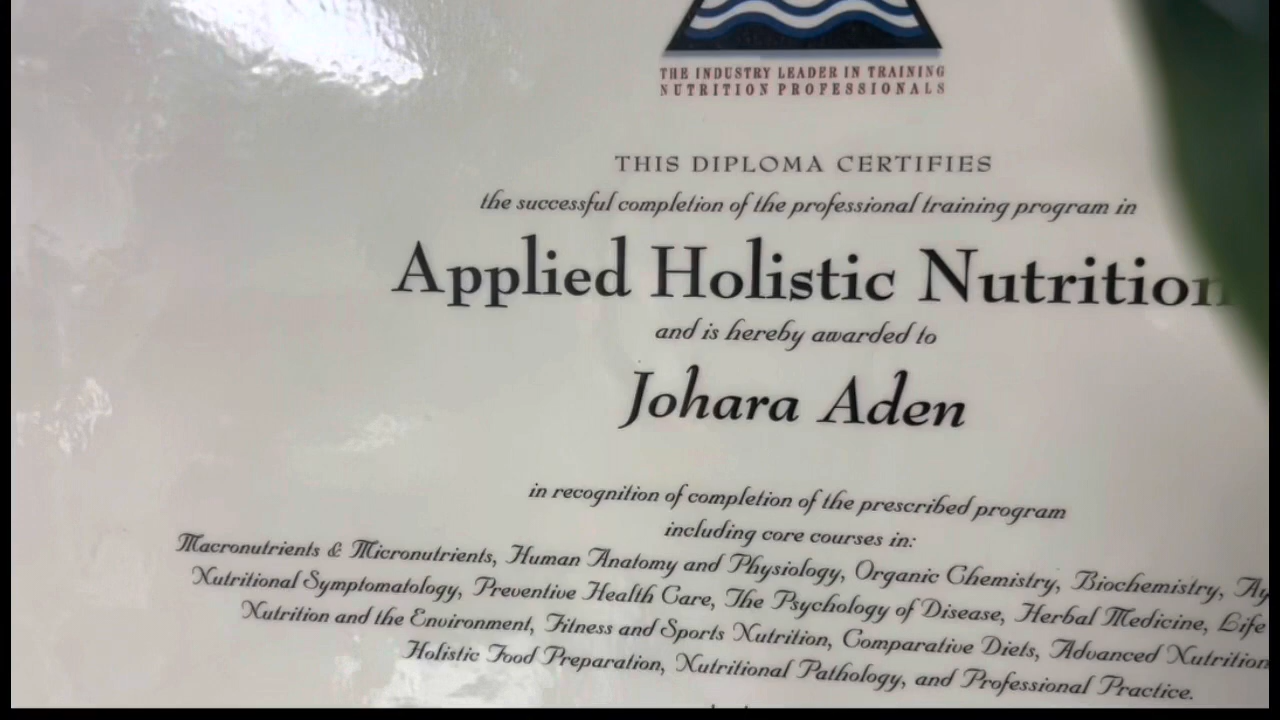 THE INDUSTRY LEADER IN TRAINING
NUTRITION PROFESSIONALS
THIS DIPLOMA CERTIFIES
the successful completion of the professional training program in
Applied Holistic Nutrition
and is hereby awarded to
Johara Aden
in recognition of completion of the prescribed program
including core courses in:
Macronutrients & Micronutrients, Human Anatomy and Physiology, Organic Chemistry, Biochemistry,
Nutritional Symptomatology, Preventive Health Care, The Psychology of Disease, Herbal Medicine, Life
Nutrition and the Environment, Fitness and Sports Nutrition, Comparative Diets, Advanced Nutrition
Holistic Food Preparation, Nutritional Pathology, and Professional Practice.